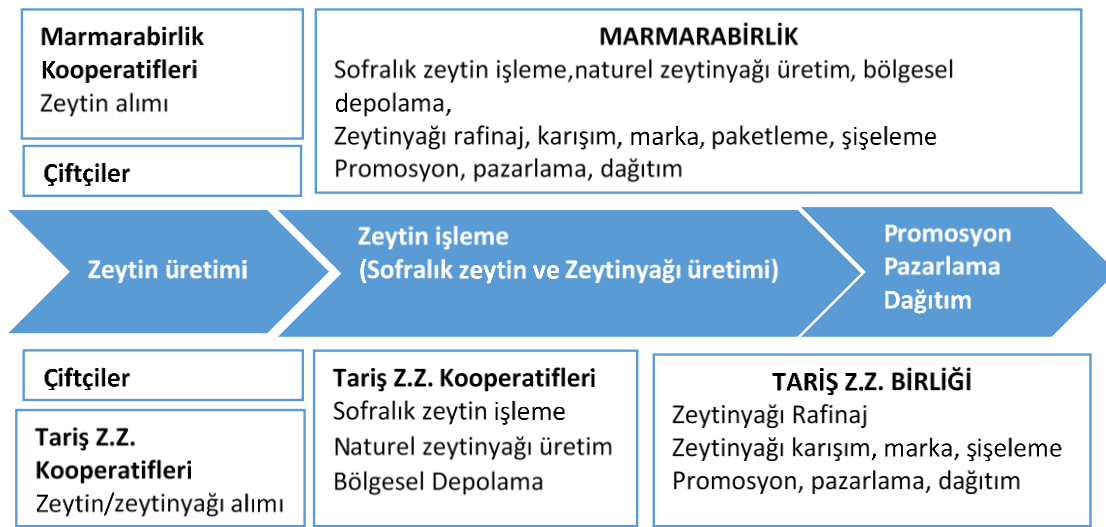 Marmarabirlik
Kooperatifleri
Zeytin alımı
Çiftçiler
MARMARABİRLİK
Sofralık zeytin işleme,naturel zeytinyağı üretim, bölgesel
depolama,
Zeytinyağı rafinaj, karışım, marka, paketleme, şişeleme
Promosyon, pazarlama, dağıtım
Zeytin üretimi
Zeytin işleme
(Sofralık zeytin ve Zeytinyağı üretimi)
Promosyon
Pazarlama
Dağıtım
Çiftçiler
Tariş Z.Z.
Kooperatifleri
Zeytin/zeytinyağı alımı
Tariş Z.Z. Kooperatifleri
Sofralık zeytin işleme
Naturel zeytinyağı üretim
Bölgesel Depolama
TARİŞ Z.Z. BİRLİĞİ
Zeytinyağı Rafinaj
Zeytinyağı karışım, marka, şişeleme
Promosyon, pazarlama, dağıtım